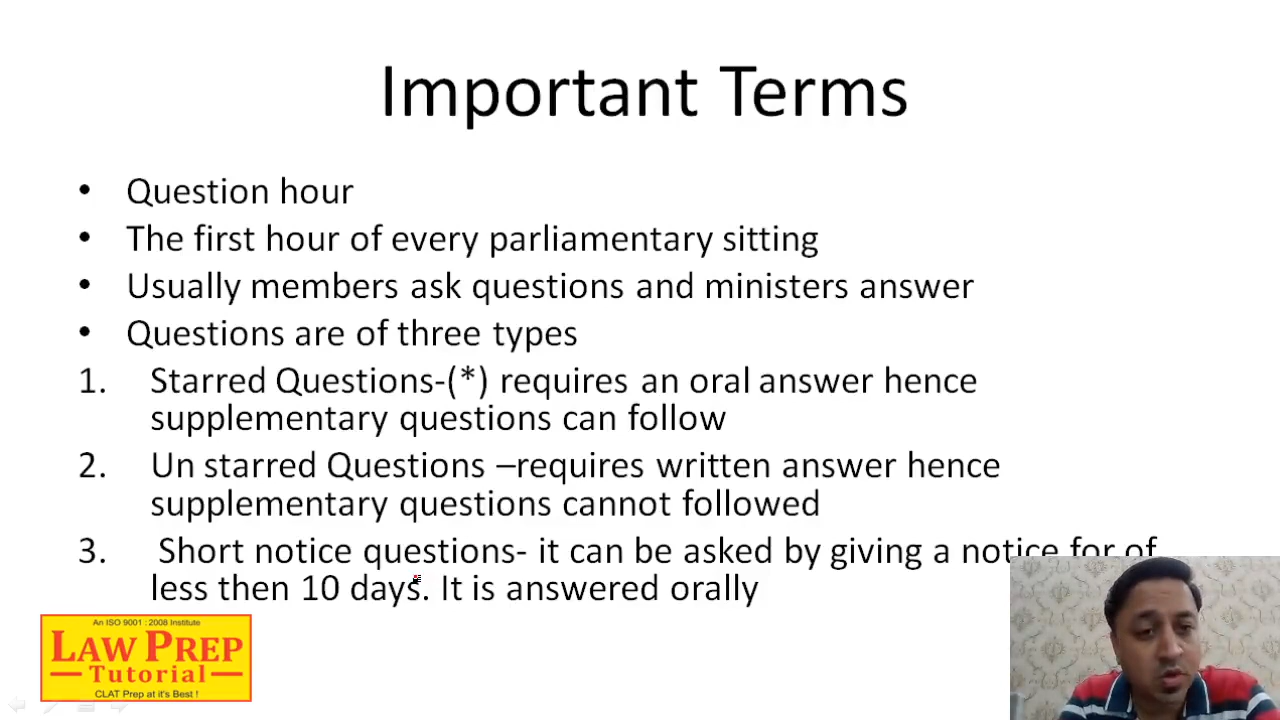 Important Terms
• Question hour
• The first hour of every parliamentary sitting
• Usually members ask questions and ministers answer
• Questions are of three types
1. Starred Questions-(*) requires an oral answer hence
supplementary questions can follow
2. Un starred Questions –requires written answer hence
supplementary questions cannot followed
3. Short notice questions- it can be asked by giving a notice for of
less then 10 days. It is answered orally
An ISO 9001 : 2008 Institute
LAW PREP
Tutorial
CLAT Prep at it's Best !